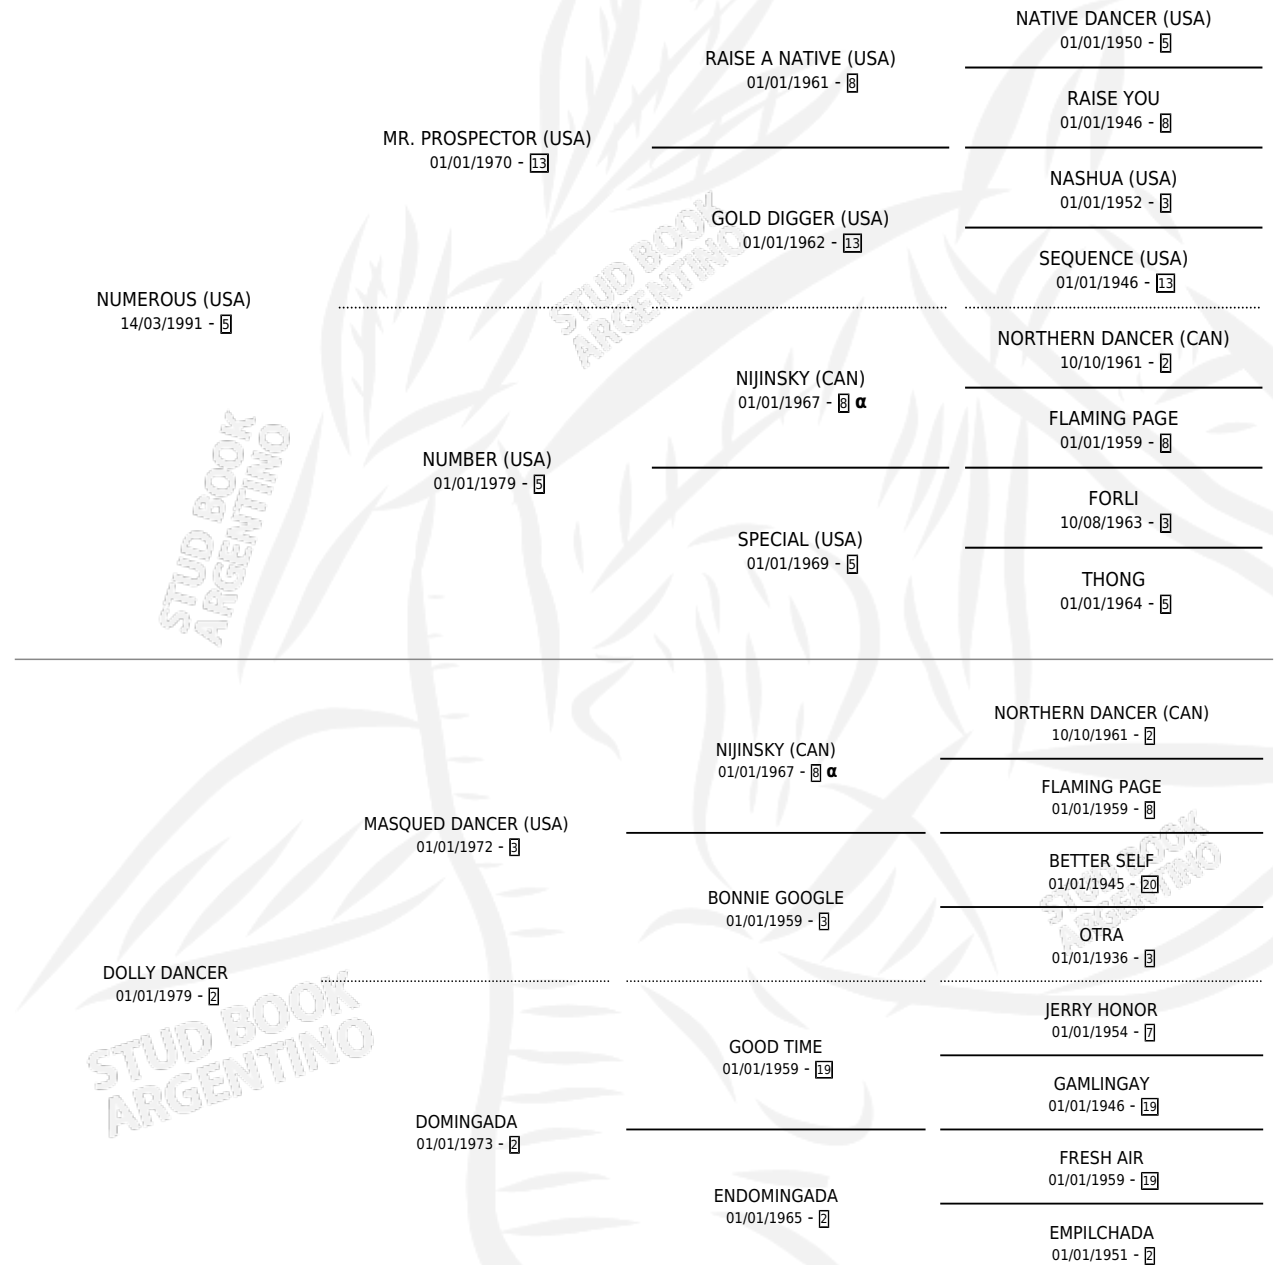 NATIVE DANCER (USA)
01/01/1950 - 5
RAISE A NATIVE (USA)
01/01/1961 - 8
RAISE YOU
01/01/1946 - 8
MR. PROSPECTOR (USA)
01/01/1970 - 13
NASHUA (USA)
01/01/1952 - 3
GOLD DIGGER (USA)
01/01/1962 - 13
SEQUENCE (USA)
01/01/1946 - 13
NUMEROUS (USA)
14/03/1991 - 5
NORTHERN DANCER (CAN)
10/10/1961 - 2
NIJINSKY (CAN)
01/01/1967 - 8 α
FLAMING PAGE
01/01/1959 - 8
NUMBER (USA)
01/01/1979 - 5
FORLI
10/08/1963 - 3
SPECIAL (USA)
01/01/1969 - 5
THONG
01/01/1964 - 5
NORTHERN DANCER (CAN)
10/10/1961 - 2
NIJINSKY (CAN)
01/01/1967 - 8 α
FLAMING PAGE
01/01/1959 - 8
MASQUED DANCER (USA)
01/01/1972 - 3
BETTER SELF
01/01/1945 - 20
BONNIE GOOGLE
01/01/1959 - 3
OTRA
01/01/1936 - 3
DOLLY DANCER
01/01/1979 - 2
JERRY HONOR
01/01/1954 - 7
GOOD TIME
01/01/1959 - 19
GAMLINGAY
01/01/1946 - 19
DOMINGADA
01/01/1973 - 2
FRESH AIR
01/01/1959 - 19
ENDOMINGADA
01/01/1965 - 2
EMPILCHADA
01/01/1951 - 2
STUD BOOK
ARGENTINO
STUD BOOK
ARGENTINO
STUD BOOK
ARGENTINO
STUD BOOK
ARGENTINO